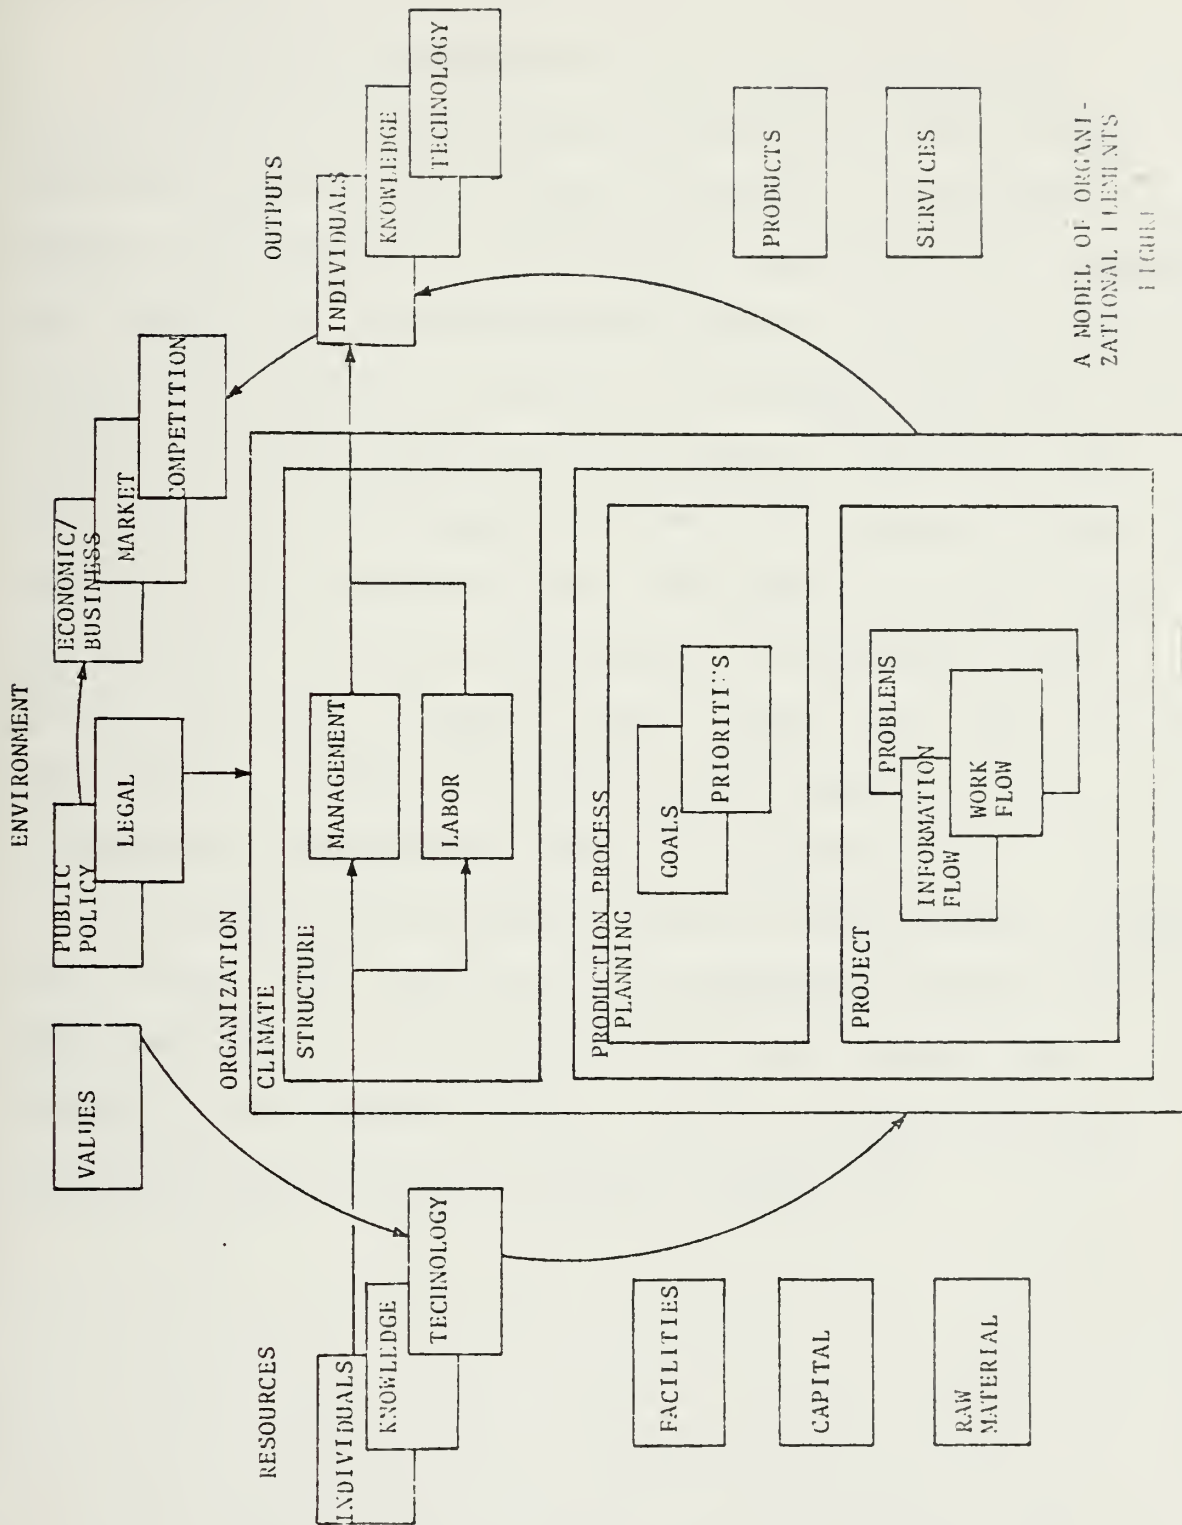 ENVIRONMENT
VALUES
PUBLIC
POLICY
LEGAL
ECONOMIC/
BUSINESS
MARKET
COMPETITION
RESOURCES
INDIVIDUALS
KNOWLEDGE
TECHNOLOGY
FACILITIES
CAPITAL
RAW
MATERIAL
ORGANIZATION
CLIMATE
STRUCTURE
MANAGEMENT
LABOR
PRODUCTION PROCESS
PLANNING
GOALS
PRIORITIES
PROJECT
PROBLEMS
INFORMATION
FLOW
WORK
FLOW
OUTPUTS
INDIVIDUALS
KNOWLEDGE
TECHNOLOGY
PRODUCTS
SERVICES
A MODEL OF ORGANI-
ZATIONAL ELEMENTS
FIGURE